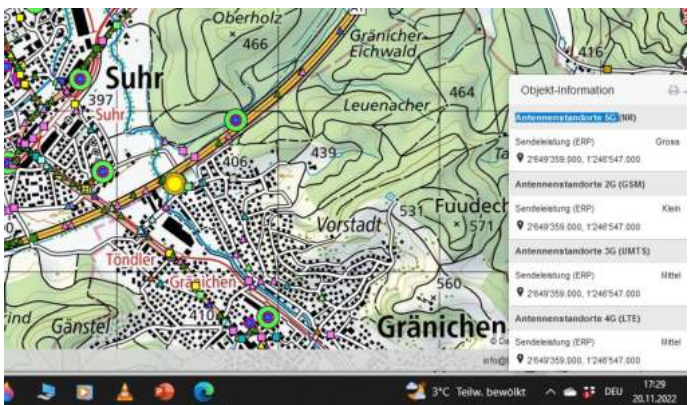 Oberholz
466
Gränicher-
Eichwald
416
Suhr
397
Suhr
464
Leuenacher
439
406
Vorstadt
531
Fuudech
571
Töndler
Gränichen
560
410
Gänstel
Gränichen
Objekt-Information
Antennenstandorte 5G (NR)
Sendeleistung (ERP) Gross
2'649'359.000, 1'246'547.000
Antennenstandorte 2G (GSM)
Sendeleistung (ERP) Klein
2'649'359.000, 1'246'547.000
Antennenstandorte 3G (UMTS)
Sendeleistung (ERP) Mittel
2'649'359.000, 1'246'547.000
Antennenstandorte 4G (LTE)
Sendeleistung (ERP) Mittel
2'649'359.000, 1'246'547.000
3°C Teilw. bewölkt
DEU
17:29
20.11.2022